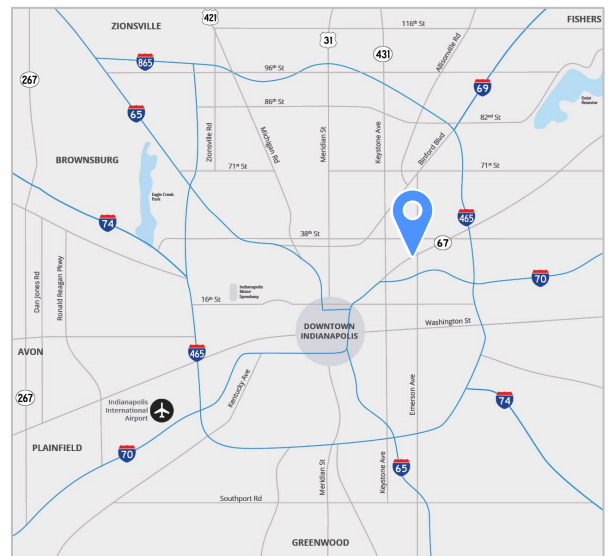 421
ZIONSVILLE
116th St
FISHERS
31
431
Allisonville Rd
865
96th St
267
69
86th St
65
82nd St
Geist
Reservoir
Zionsville Rd
Michigan Rd
Meridian St
Keystone Ave
Binford Blvd
BROWNSBURG
71st St
71st St
Eagle Creek
Park
465
74
38th St
67
70
Dan Jones Rd
Ronald Reagan Pkwy
Indianapolis
Motor
Speedway
16th St
DOWNTOWN
INDIANAPOLIS
Washington St
AVON
465
Kentucky Ave
Emerson Ave
267
Indianapolis
International
Airport
74
PLAINFIELD
70
Meridian St
Keystone Ave
65
Southport Rd
GREENWOOD